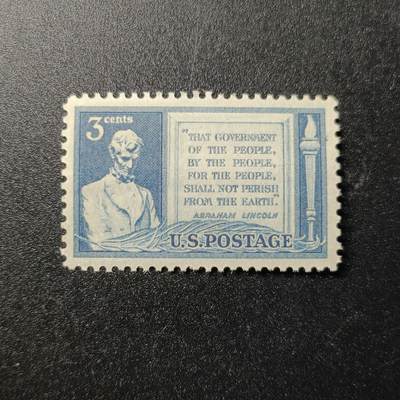 3 cents
"THAT GOVERNMENT
OF THE PEOPLE,
BY THE PEOPLE,
FOR THE PEOPLE,
SHALL NOT PERISH
FROM THE EARTH."
ABRAHAM LINCOLN
U.S. POSTAGE